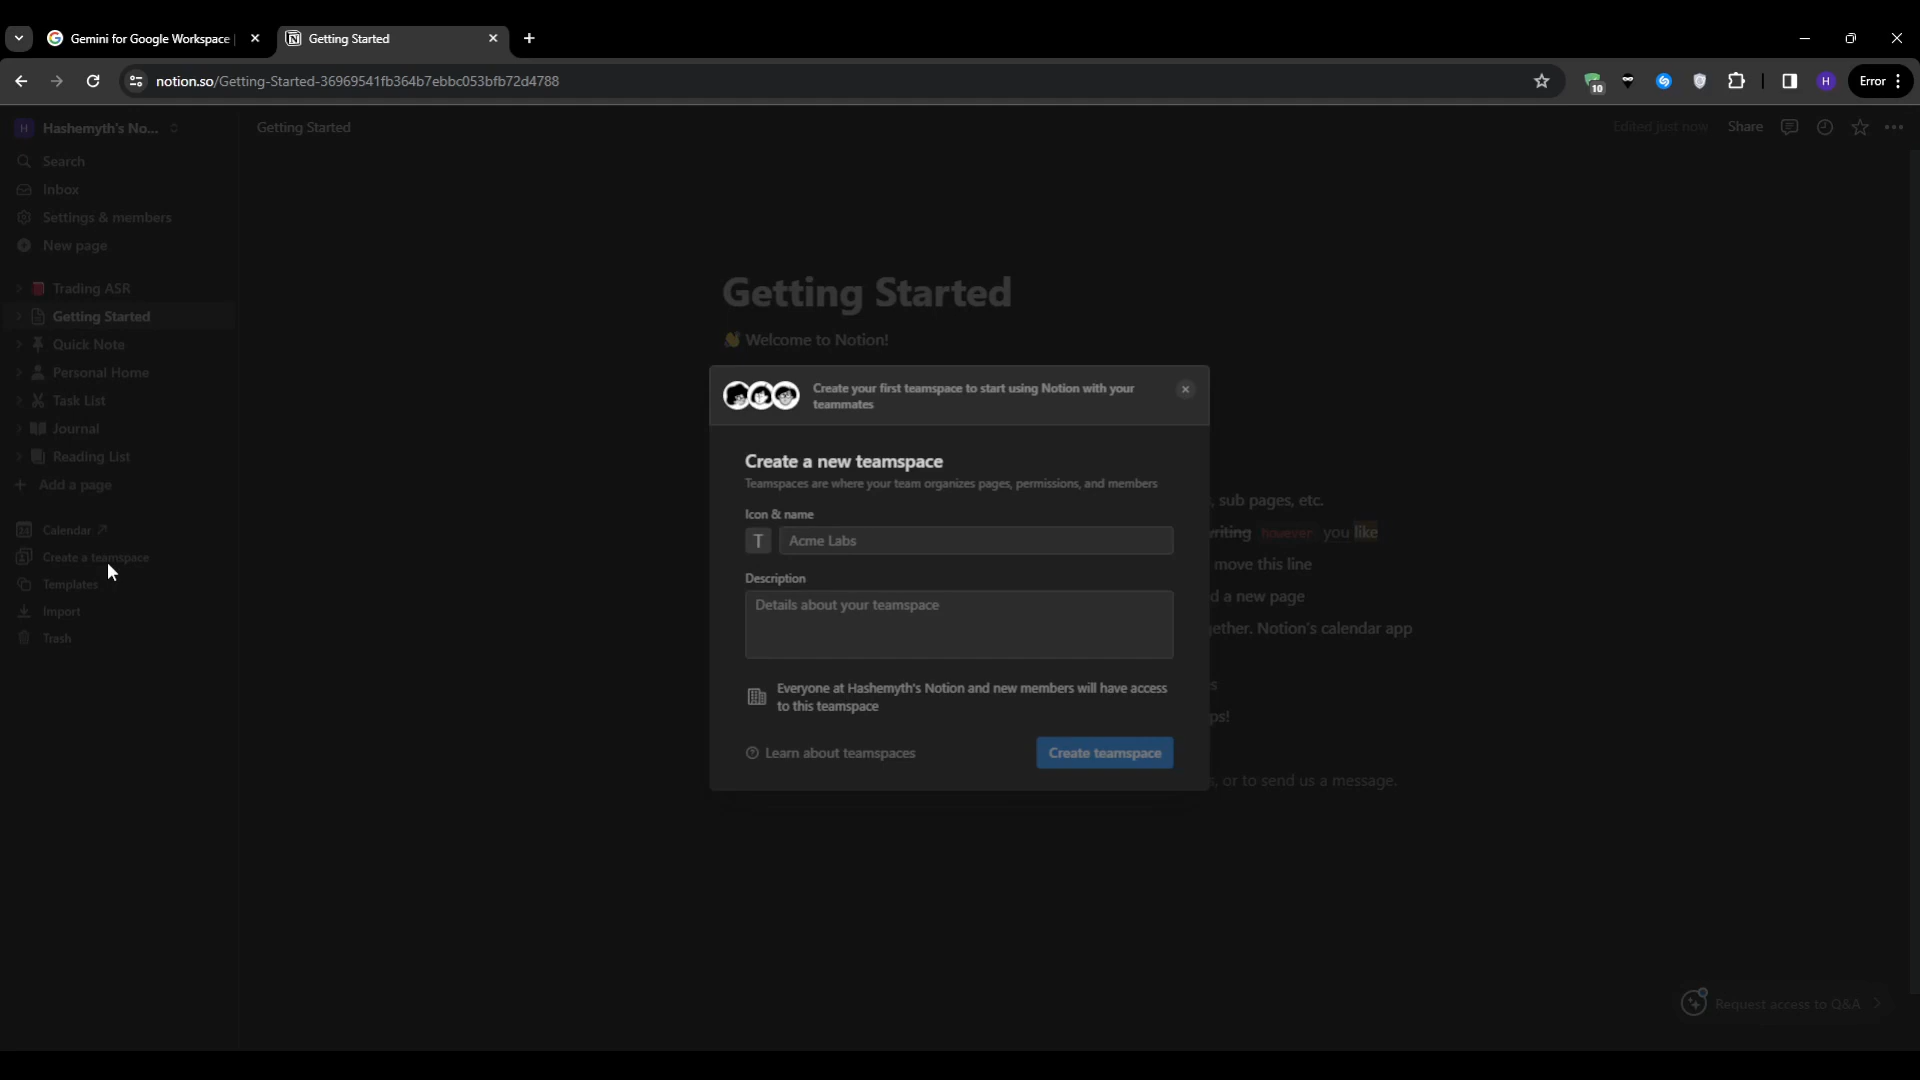 Gemini for Google Workspace
Getting Started
notion.so/Getting-Started-36969541fb364b7ebbc053bfb72d4788
10
H
Error
H Hashemyth's No...
Getting Started
Edited just now
Share
Search
Inbox
Settings & members
New page
Trading ASR
Getting Started
Quick Note
Personal Home
Task List
Journal
Reading List
Add a page
Calendar
Create a teamspace
Templates
Import
Trash
Getting Started
👋 Welcome to Notion!
Create your first teamspace to start using Notion with your
teammates
Create a new teamspace
Teamspaces are where your team organizes pages, permissions, and members
Icon & name
T Acme Labs
Description
Details about your teamspace
Everyone at Hashemyth's Notion and new members will have access
to this teamspace
Learn about teamspaces
Create teamspace
, sub pages, etc.
writing however you like
move this line
d a new page
ether. Notion's calendar app
s
ps!
s, or to send us a message.
Request access to Q&A